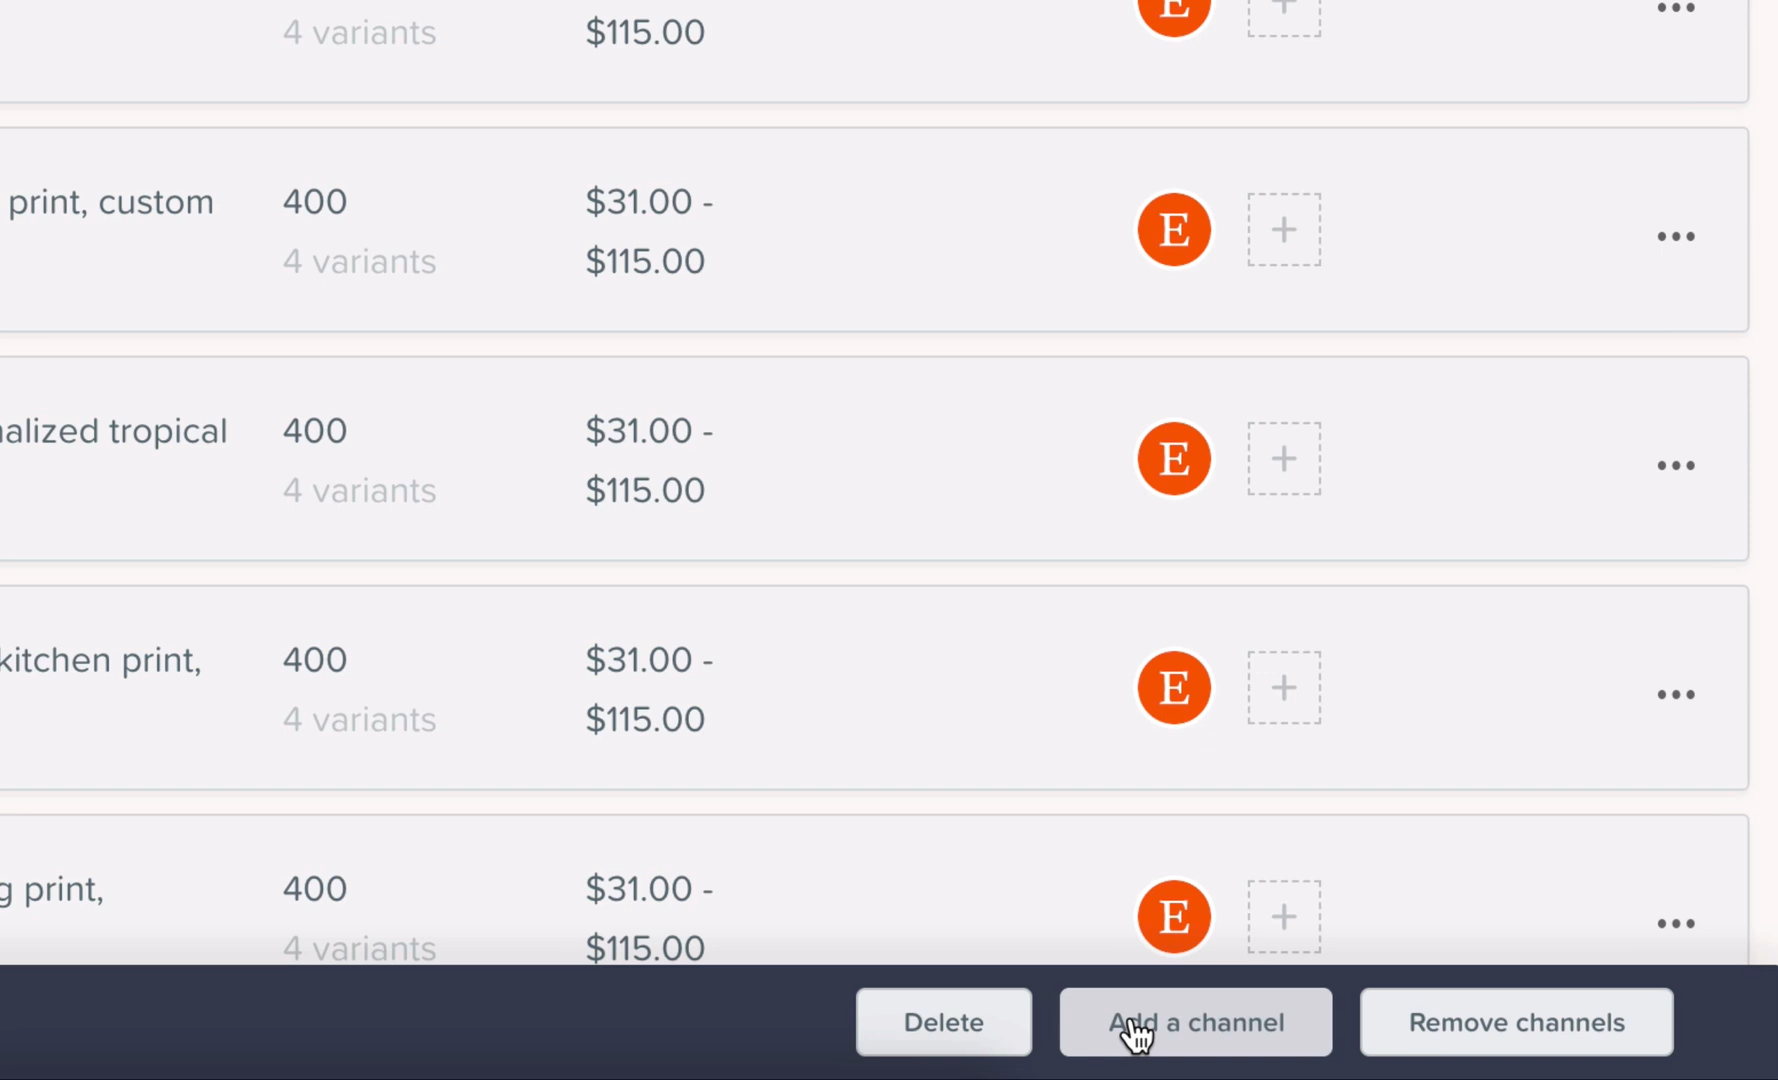 4 variants $115.00 E +
print, custom 400 $31.00 -
4 variants $115.00 E +
nalized tropical 400 $31.00 -
4 variants $115.00 E +
kitchen print, 400 $31.00 -
4 variants $115.00 E +
g print, 400 $31.00 -
4 variants $115.00 E +
Delete Add a channel Remove channels